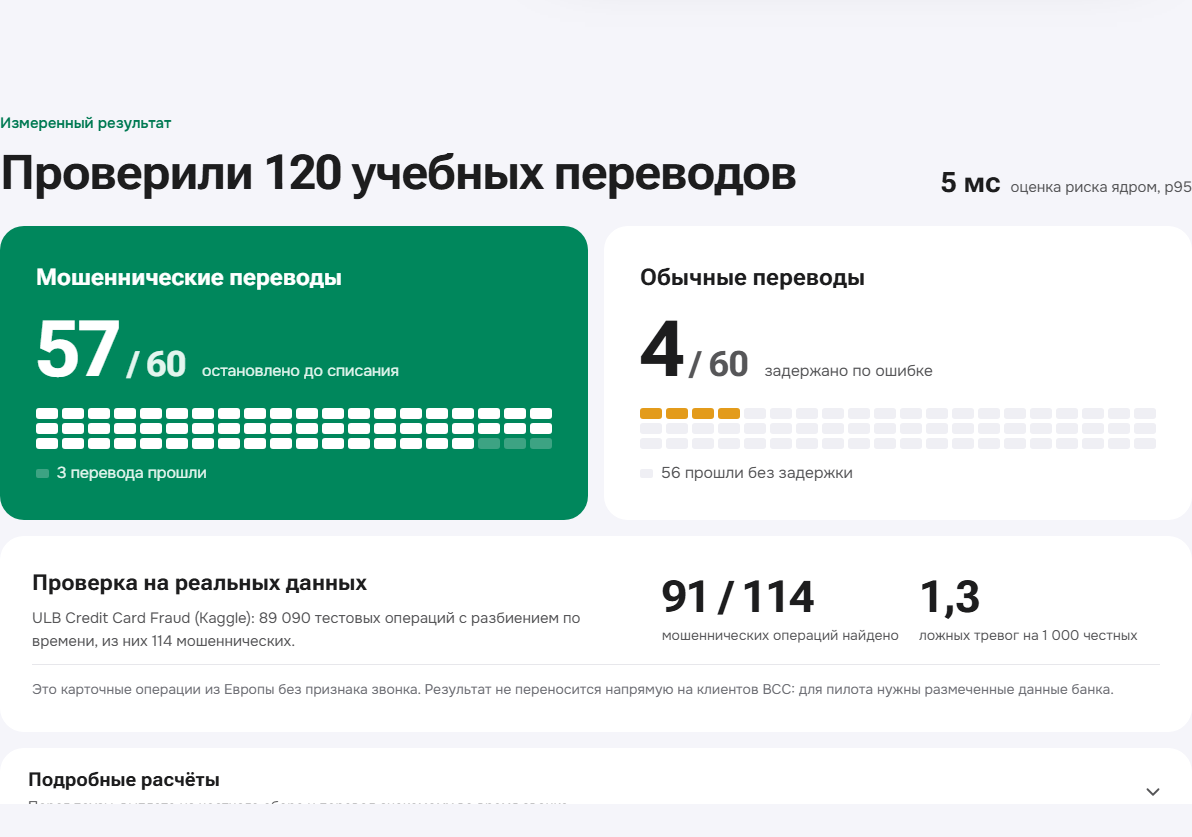 Измеренный результат
Проверили 120 учебных переводов
5 мс оценка риска ядром, p95
Мошеннические переводы
57 / 60 остановлено до списания
3 перевода прошли
Обычные переводы
4 / 60 задержано по ошибке
56 прошли без задержки
Проверка на реальных данных
ULB Credit Card Fraud (Kaggle): 89 090 тестовых операций с разбиением по
времени, из них 114 мошеннических.
91 / 114
мошеннических операций найдено
1,3
ложных тревог на 1 000 честных
Это карточные операции из Европы без признака звонка. Результат не переносится напрямую на клиентов BCC: для пилота нужны размеченные данные банка.
Подробные расчёты